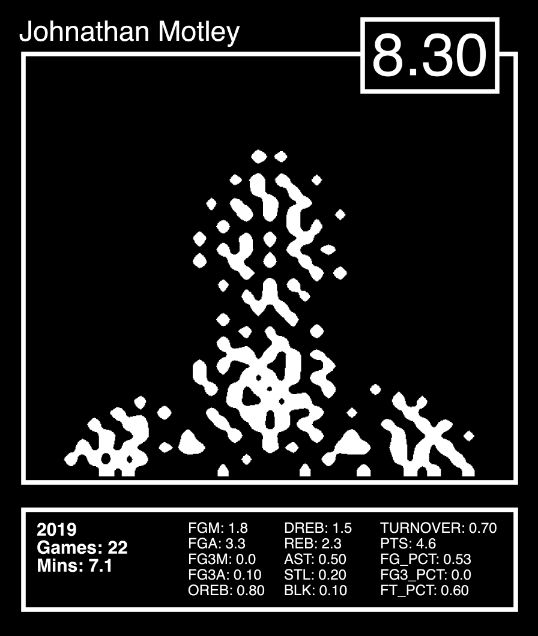 Johnathan Motley
8.30
2019
Games: 22
Mins: 7.1
FGM: 1.8
FGA: 3.3
FG3M: 0.0
FG3A: 0.10
OREB: 0.80
DREB: 1.5
REB: 2.3
AST: 0.50
STL: 0.20
BLK: 0.10
TURNOVER: 0.70
PTS: 4.6
FG_PCT: 0.53
FG3_PCT: 0.0
FT_PCT: 0.60